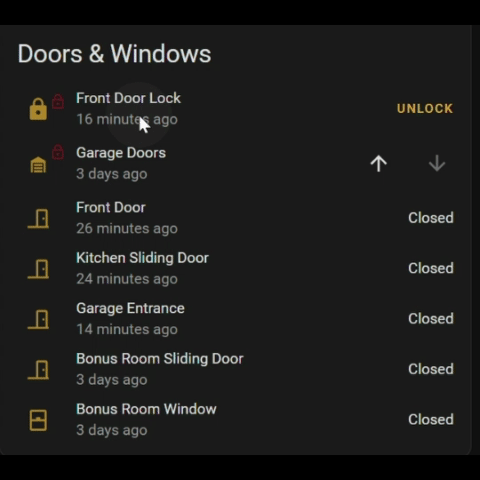 Doors & Windows
Front Door Lock
16 minutes ago
UNLOCK
Garage Doors
3 days ago
Front Door
26 minutes ago
Closed
Kitchen Sliding Door
24 minutes ago
Closed
Garage Entrance
14 minutes ago
Closed
Bonus Room Sliding Door
3 days ago
Closed
Bonus Room Window
3 days ago
Closed